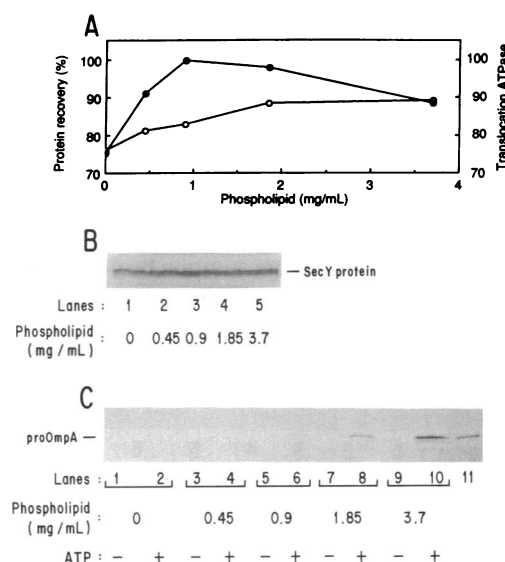 A
Protein recovery (%)
100
90
80
70
100
90
80
70
Translocation ATPase
0 1 2 3 4
Phospholipid (mg/mL)
B
— SecY protein
Lanes : 1 2 3 4 5
Phospholipid : 0 0.45 0.9 1.85 3.7
(mg/mL)
C
proOmpA —
Lanes : 1 2 3 4 5 6 7 8 9 10 11
Phospholipid : 0 0.45 0.9 1.85 3.7
(mg/mL)
ATP : − + − + − + − + − +